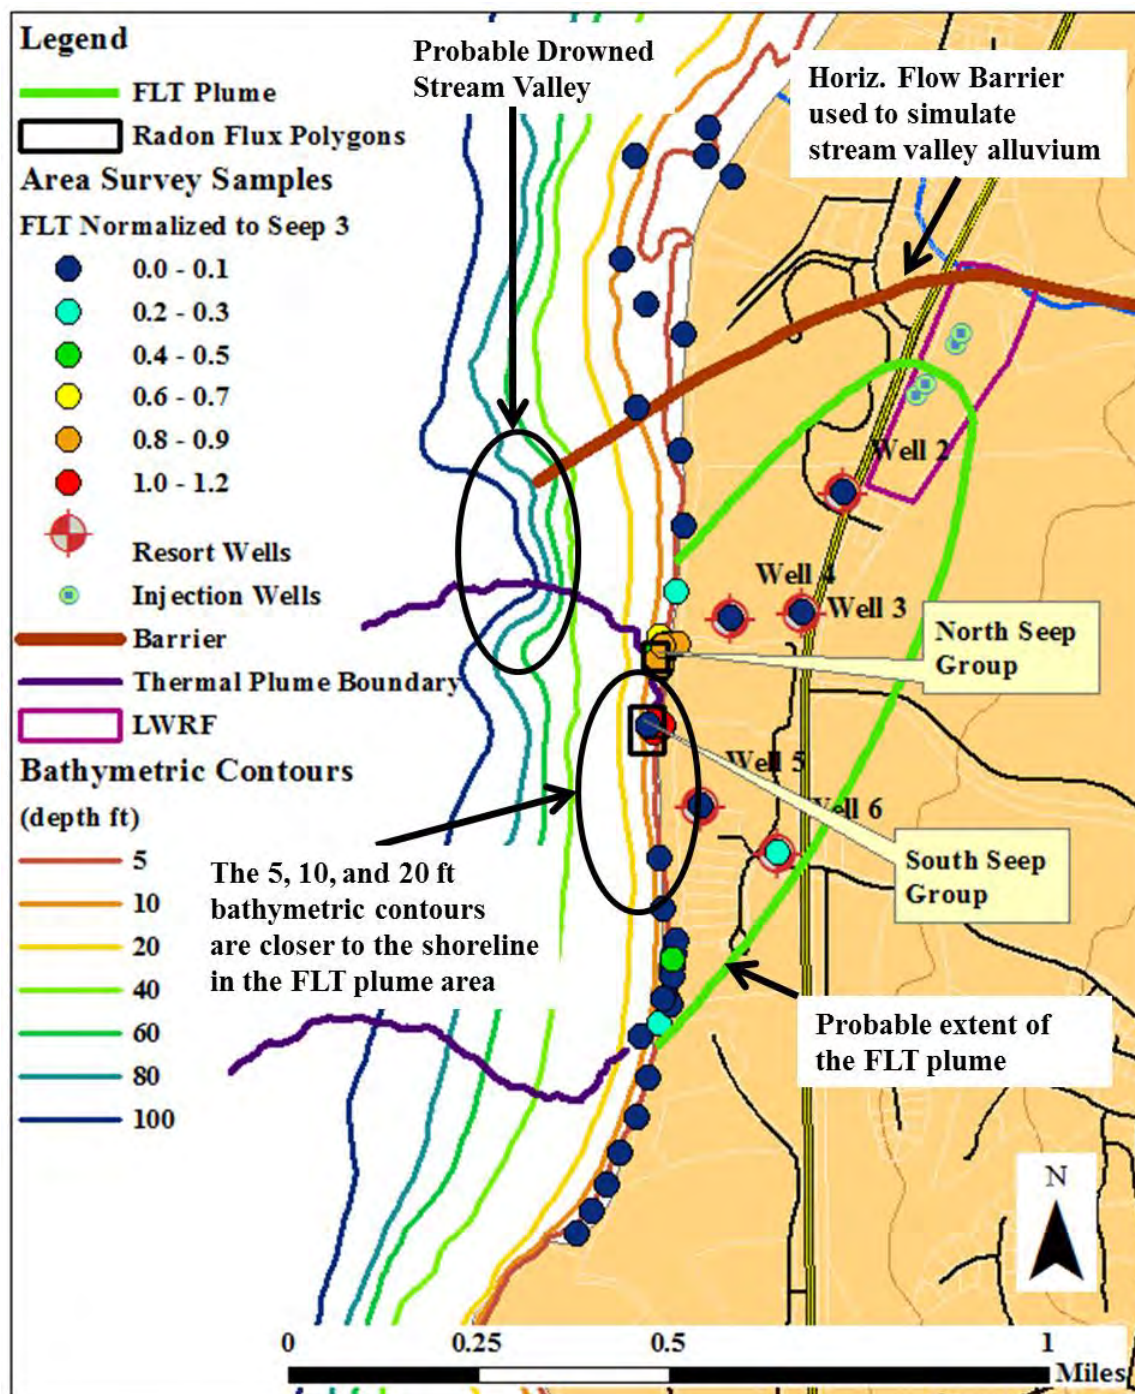 Legend
FLT Plume
Radon Flux Polygons
Area Survey Samples
FLT Normalized to Seep 3
0.0 - 0.1
0.2 - 0.3
0.4 - 0.5
0.6 - 0.7
0.8 - 0.9
1.0 - 1.2
Resort Wells
Injection Wells
Barrier
Thermal Plume Boundary
LWRF
Bathymetric Contours
(depth ft)
5
10
20
40
60
80
100
Probable Drowned
Stream Valley
Horiz. Flow Barrier
used to simulate
stream valley alluvium
Well 2
Well 4
Well 3
North Seep
Group
Well 5
Well 6
South Seep
Group
The 5, 10, and 20 ft
bathymetric contours
are closer to the shoreline
in the FLT plume area
Probable extent of
the FLT plume
N
0 0.25 0.5 1
Miles